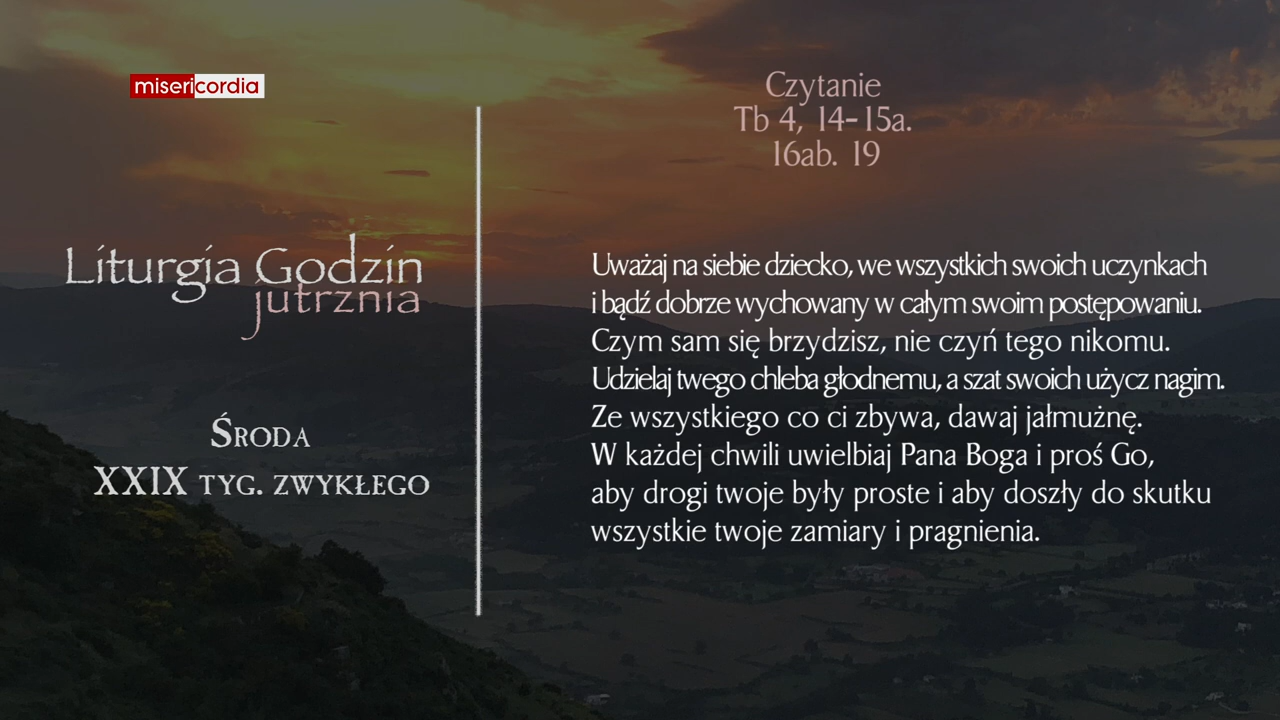 misericordia
Liturgia Godzin
jutrznia
Środa
XXIX tyg. zwykłego
Czytanie
Tb 4, 14-15a.
16ab. 19
Uważaj na siebie dziecko, we wszystkich swoich uczynkach
i bądź dobrze wychowany w całym swoim postępowaniu.
Czym sam się brzydzisz, nie czyń tego nikomu.
Udzielaj twego chleba głodnemu, a szat swoich użycz nagim.
Ze wszystkiego co ci zbywa, dawaj jałmużnę.
W każdej chwili uwielbiaj Pana Boga i proś Go,
aby drogi twoje były proste i aby doszły do skutku
wszystkie twoje zamiary i pragnienia.